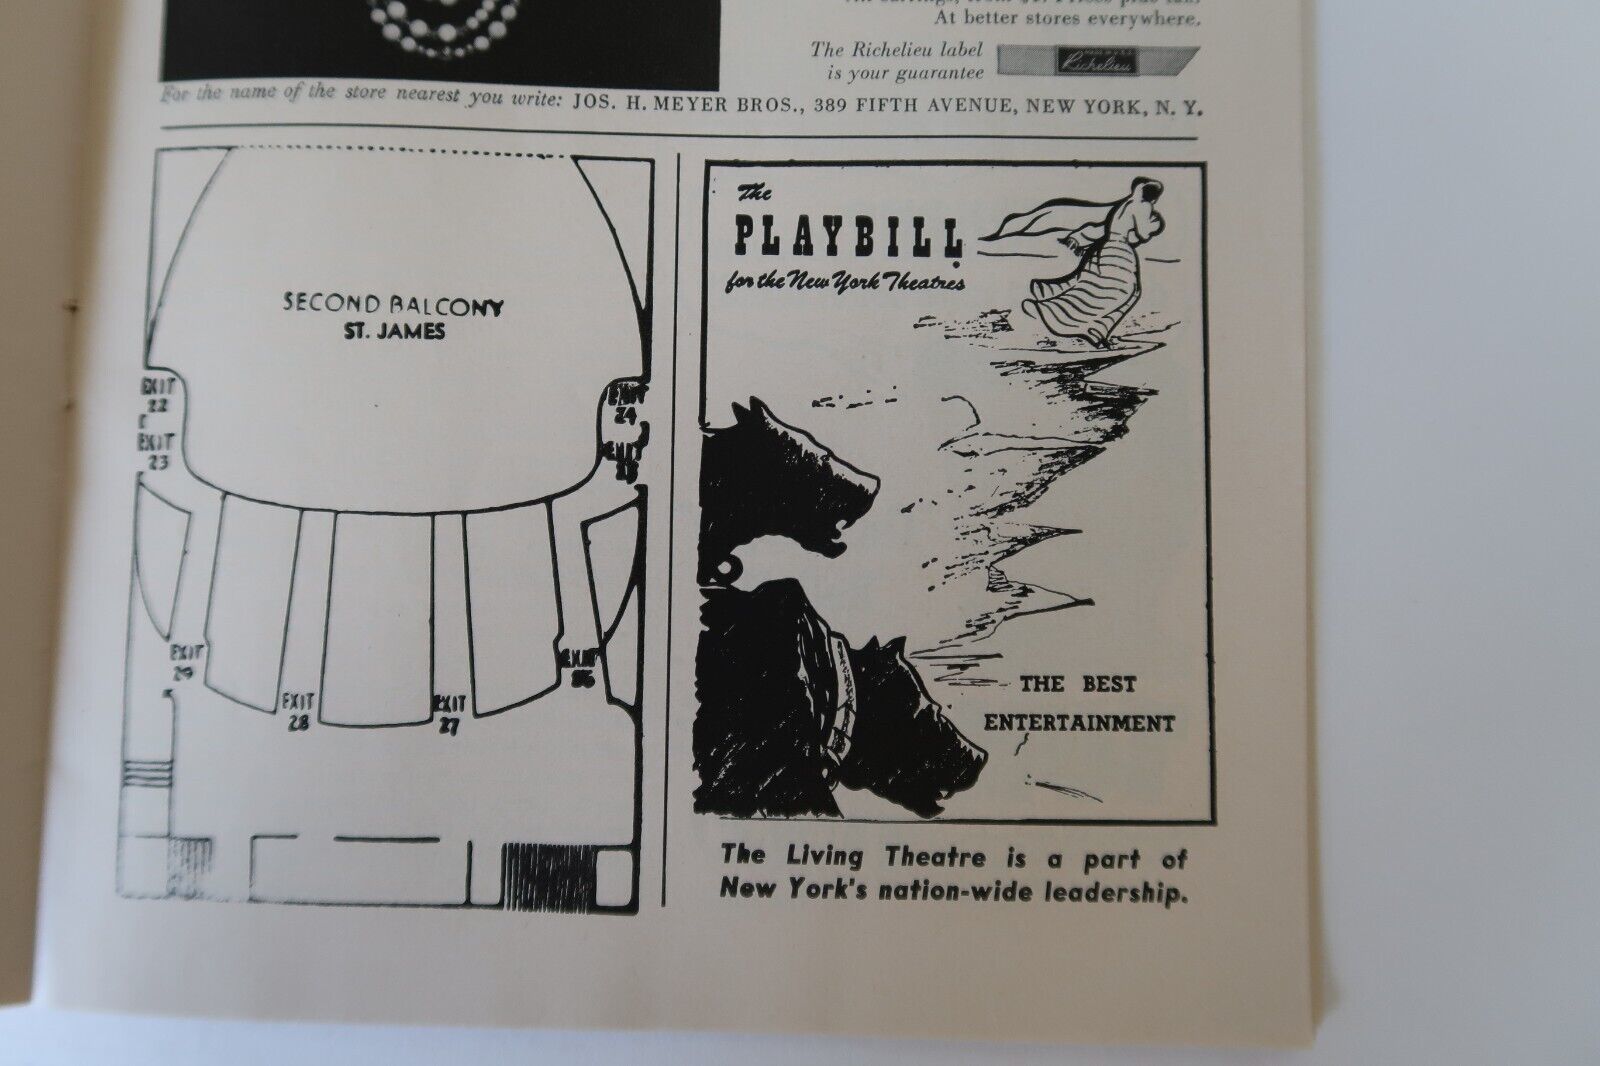 At better stores everywhere.
The Richelieu label
is your guarantee
Richelieu
For the name of the store nearest you write: JOS. H. MEYER BROS., 389 FIFTH AVENUE, NEW YORK, N. Y.
SECOND BALCONY
ST. JAMES
EXIT
22
EXIT
23
EXIT
24
EXIT
EXIT
29
EXIT
28
EXIT
27
EXIT
The
PLAYBILL
for the New York Theatres
THE BEST
ENTERTAINMENT
The Living Theatre is a part of
New York's nation-wide leadership.